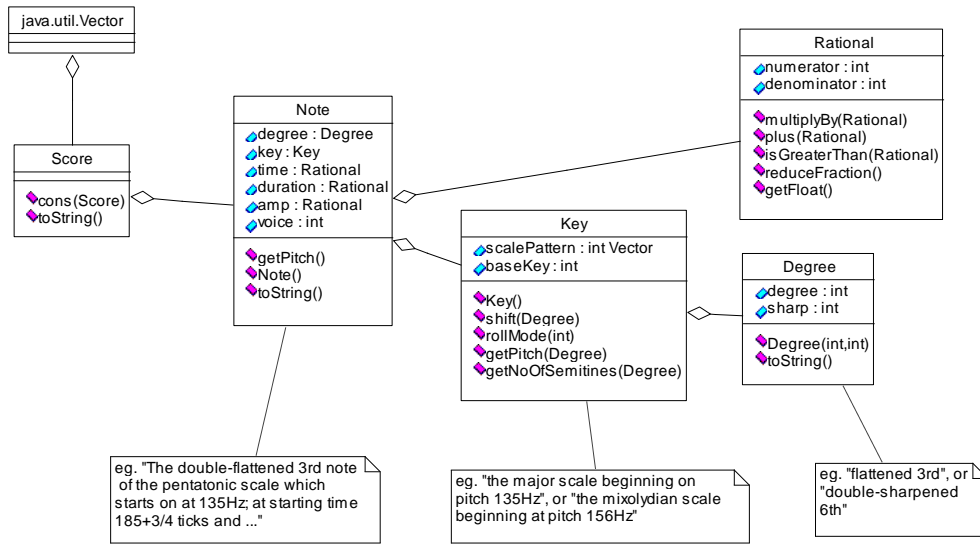 java.util.Vector
Score
cons(Score)
toString()
Note
degree : Degree
key : Key
time : Rational
duration : Rational
amp : Rational
voice : int
getPitch()
Note()
toString()
Rational
numerator : int
denominator : int
multiplyBy(Rational)
plus(Rational)
isGreaterThan(Rational)
reduceFraction()
getFloat()
Key
scalePattern : int Vector
baseKey : int
Key()
shift(Degree)
rollMode(int)
getPitch(Degree)
getNoOfSemitines(Degree)
Degree
degree : int
sharp : int
Degree(int,int)
toString()
eg. "The double-flattened 3rd note
of the pentatonic scale which
starts on at 135Hz; at starting time
185+3/4 ticks and ..."
eg. "the major scale beginning on
pitch 135Hz", or "the mixolydian scale
beginning at pitch 156Hz"
eg. "flattened 3rd", or
"double-sharpened
6th"